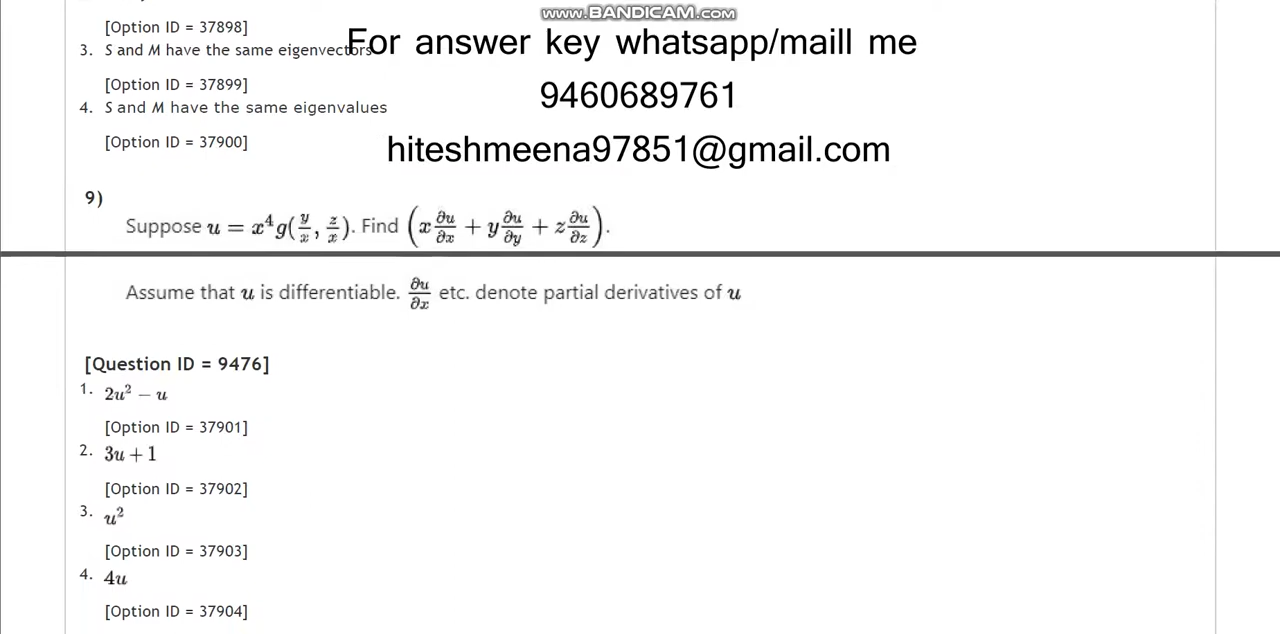 www.BANDICAM.com
[Option ID = 37898]
3. S and M have the same eigenvectors
For answer key whatsapp/maill me
[Option ID = 37899]
9460689761
4. S and M have the same eigenvalues
[Option ID = 37900]
hiteshmeena97851@gmail.com
9)
Suppose u = x⁴g(y/x, z/x). Find (x ∂u/∂x + y ∂u/∂y + z ∂u/∂z).
Assume that u is differentiable. ∂u/∂x etc. denote partial derivatives of u
[Question ID = 9476]
1. 2u² − u
[Option ID = 37901]
2. 3u + 1
[Option ID = 37902]
3. u²
[Option ID = 37903]
4. 4u
[Option ID = 37904]